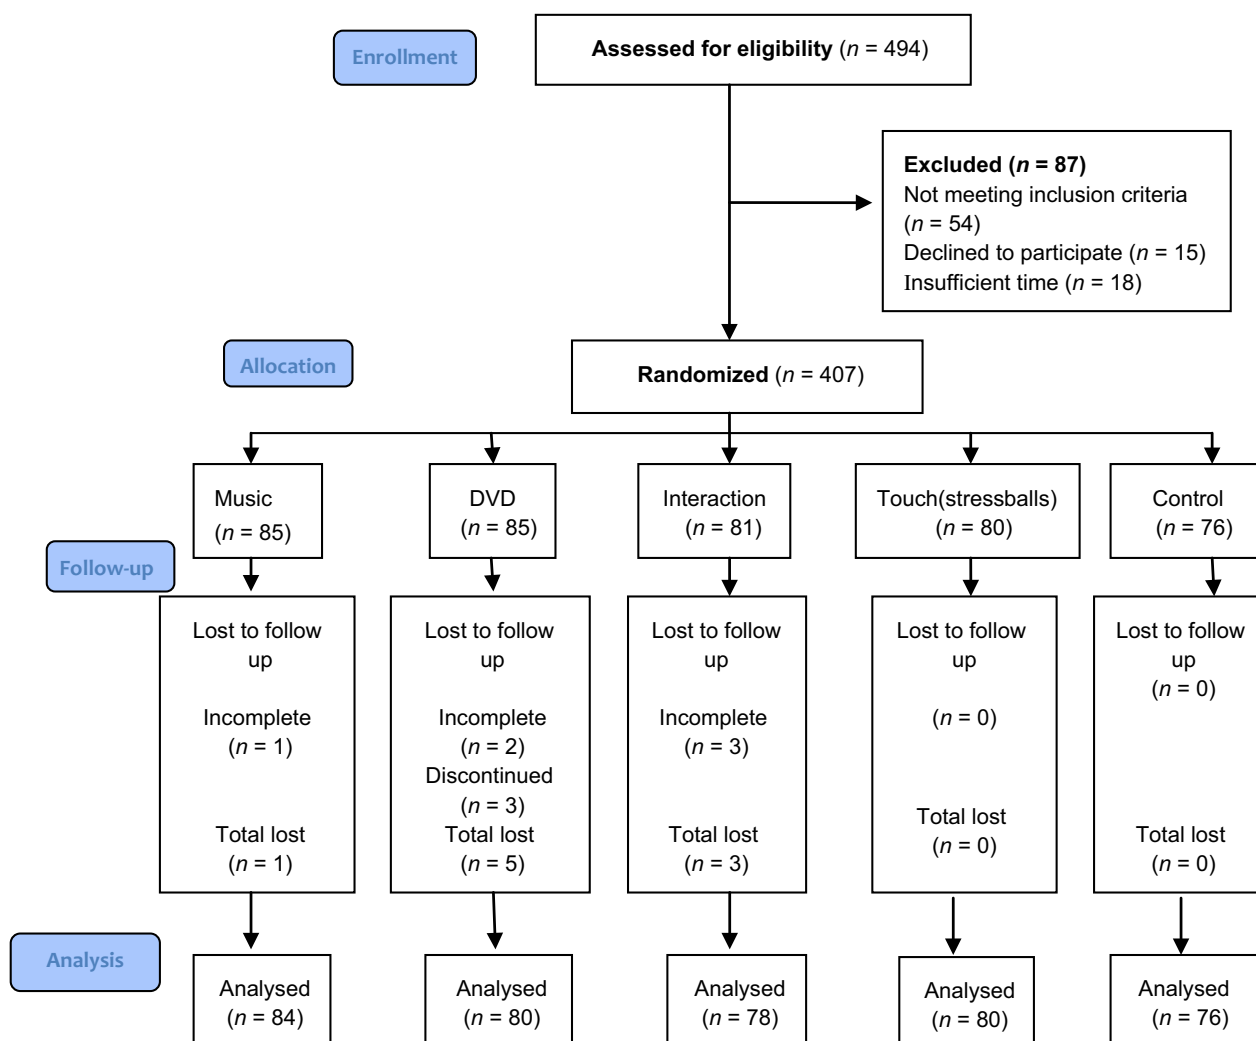 Enrollment
Assessed for eligibility (n = 494)
Excluded (n = 87)
Not meeting inclusion criteria
(n = 54)
Declined to participate (n = 15)
Insufficient time (n = 18)
Allocation
Randomized (n = 407)
Music
(n = 85)
DVD
(n = 85)
Interaction
(n = 81)
Touch(stressballs)
(n = 80)
Control
(n = 76)
Follow-up
Lost to follow
up
Incomplete
(n = 1)
Total lost
(n = 1)
Lost to follow
up
Incomplete
(n = 2)
Discontinued
(n = 3)
Total lost
(n = 5)
Lost to follow
up
Incomplete
(n = 3)
Total lost
(n = 3)
Lost to follow
up
(n = 0)
Total lost
(n = 0)
Lost to follow
up
(n = 0)
Total lost
(n = 0)
Analysis
Analysed
(n = 84)
Analysed
(n = 80)
Analysed
(n = 78)
Analysed
(n = 80)
Analysed
(n = 76)